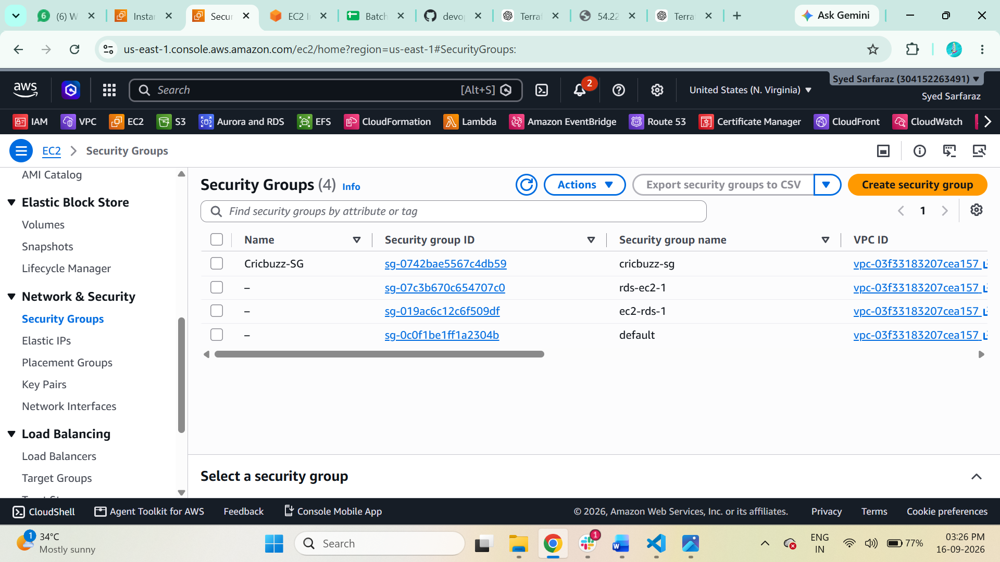 6
(6) W
Instan
Secur
EC2 I
Batch
devop
Terra
54.22
Terra
Ask Gemini
us-east-1.console.aws.amazon.com/ec2/home?region=us-east-1#SecurityGroups:
aws
Search
[Alt+S]
2
United States (N. Virginia)
Syed Sarfaraz (304152263491)
Syed Sarfaraz
IAM
VPC
EC2
S3
Aurora and RDS
EFS
CloudFormation
Lambda
Amazon EventBridge
Route 53
Certificate Manager
CloudFront
CloudWatch
EC2
Security Groups
AMI Catalog
Elastic Block Store
Volumes
Snapshots
Lifecycle Manager
Network & Security
Security Groups
Elastic IPs
Placement Groups
Key Pairs
Network Interfaces
Load Balancing
Load Balancers
Target Groups
Security Groups (4) Info
Actions
Export security groups to CSV
Create security group
Find security groups by attribute or tag
1
Name
Security group ID
Security group name
VPC ID
Cricbuzz-SG
sg-0742bae5567c4db59
cricbuzz-sg
vpc-03f33183207cea157
–
sg-07c3b670c654707c0
rds-ec2-1
vpc-03f33183207cea157
–
sg-019ac6c12c6f509df
ec2-rds-1
vpc-03f33183207cea157
–
sg-0c0f1be1ff1a2304b
default
vpc-03f33183207cea157
Select a security group
CloudShell
Agent Toolkit for AWS
Feedback
Console Mobile App
© 2026, Amazon Web Services, Inc. or its affiliates.
Privacy
Terms
Cookie preferences
1
34°C
Mostly sunny
Search
1
ENG
IN
77%
03:26 PM
16-09-2026